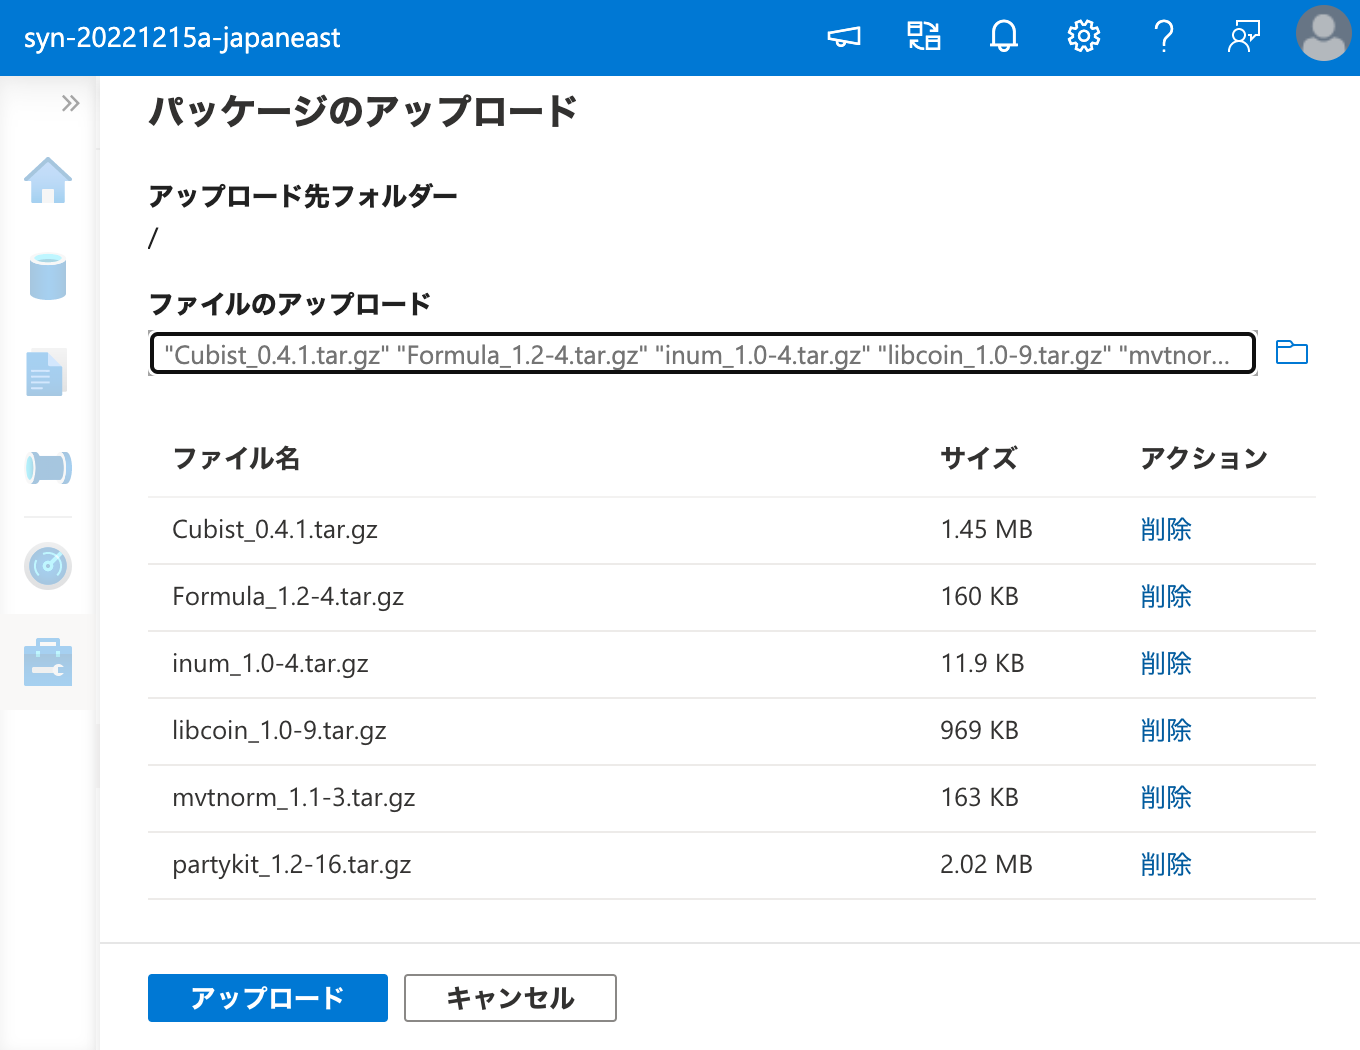 syn-20221215a-japaneast
パッケージのアップロード
アップロード先フォルダー
/
ファイルのアップロード
"Cubist_0.4.1.tar.gz" "Formula_1.2-4.tar.gz" "inum_1.0-4.tar.gz" "libcoin_1.0-9.tar.gz" "mvtnor...
ファイル名 サイズ アクション
Cubist_0.4.1.tar.gz 1.45 MB 削除
Formula_1.2-4.tar.gz 160 KB 削除
inum_1.0-4.tar.gz 11.9 KB 削除
libcoin_1.0-9.tar.gz 969 KB 削除
mvtnorm_1.1-3.tar.gz 163 KB 削除
partykit_1.2-16.tar.gz 2.02 MB 削除
アップロード キャンセル